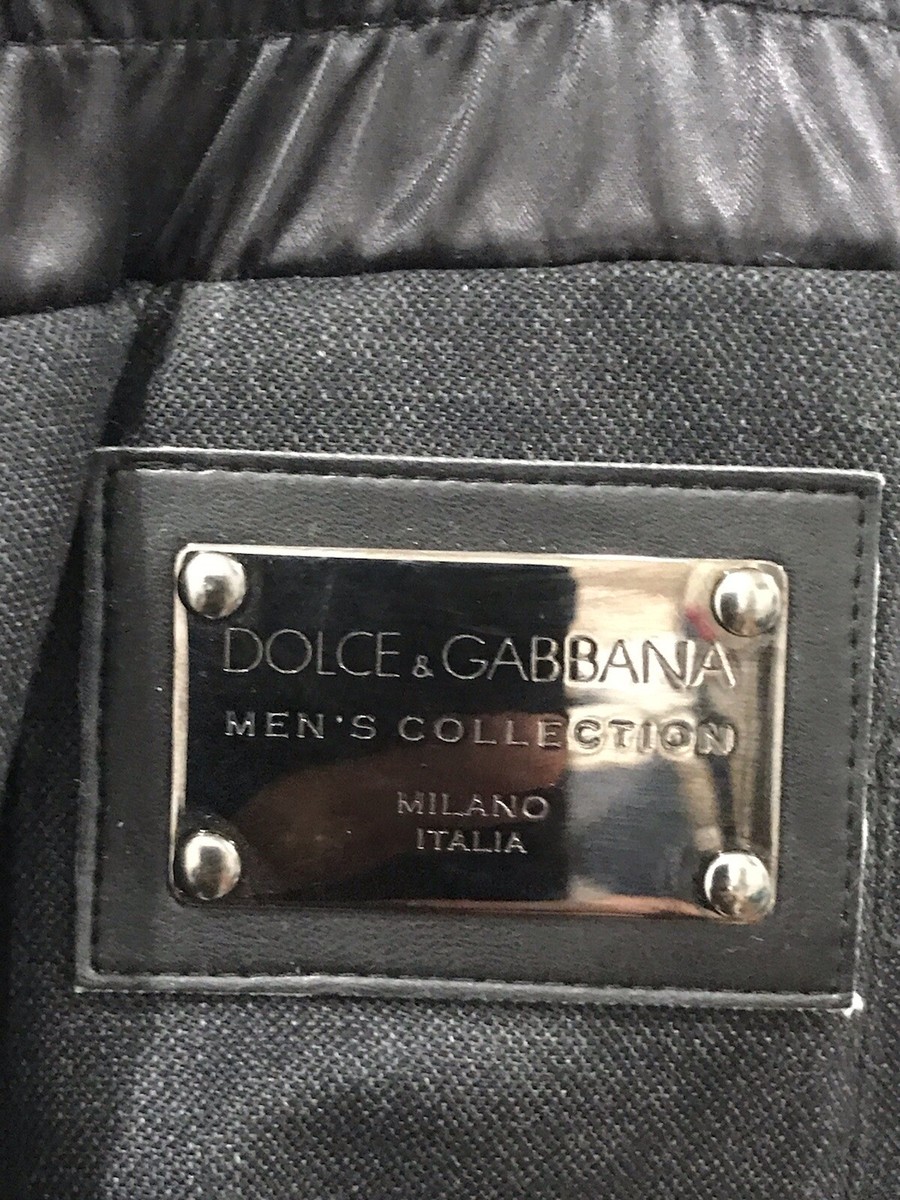 DOLCE & GABBANA
MEN'S COLLECTION
MILANO
ITALIA